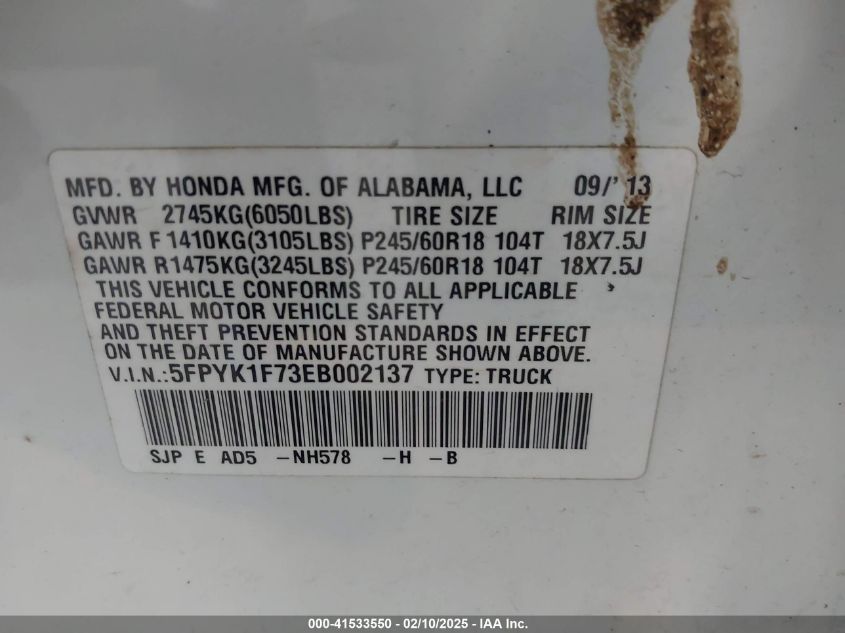 MFD. BY HONDA MFG. OF ALABAMA, LLC 09/'13
GVWR 2745KG(6050LBS) TIRE SIZE RIM SIZE
GAWR F1410KG(3105LBS) P245/60R18 104T 18X7.5J
GAWR R1475KG(3245LBS) P245/60R18 104T 18X7.5J
THIS VEHICLE CONFORMS TO ALL APPLICABLE
FEDERAL MOTOR VEHICLE SAFETY
AND THEFT PREVENTION STANDARDS IN EFFECT
ON THE DATE OF MANUFACTURE SHOWN ABOVE.
V.I.N.:5FPYK1F73EB002137 TYPE:TRUCK
SJP E AD5 -NH578 -H -B
000-41533550 - 02/10/2025 - IAA Inc.